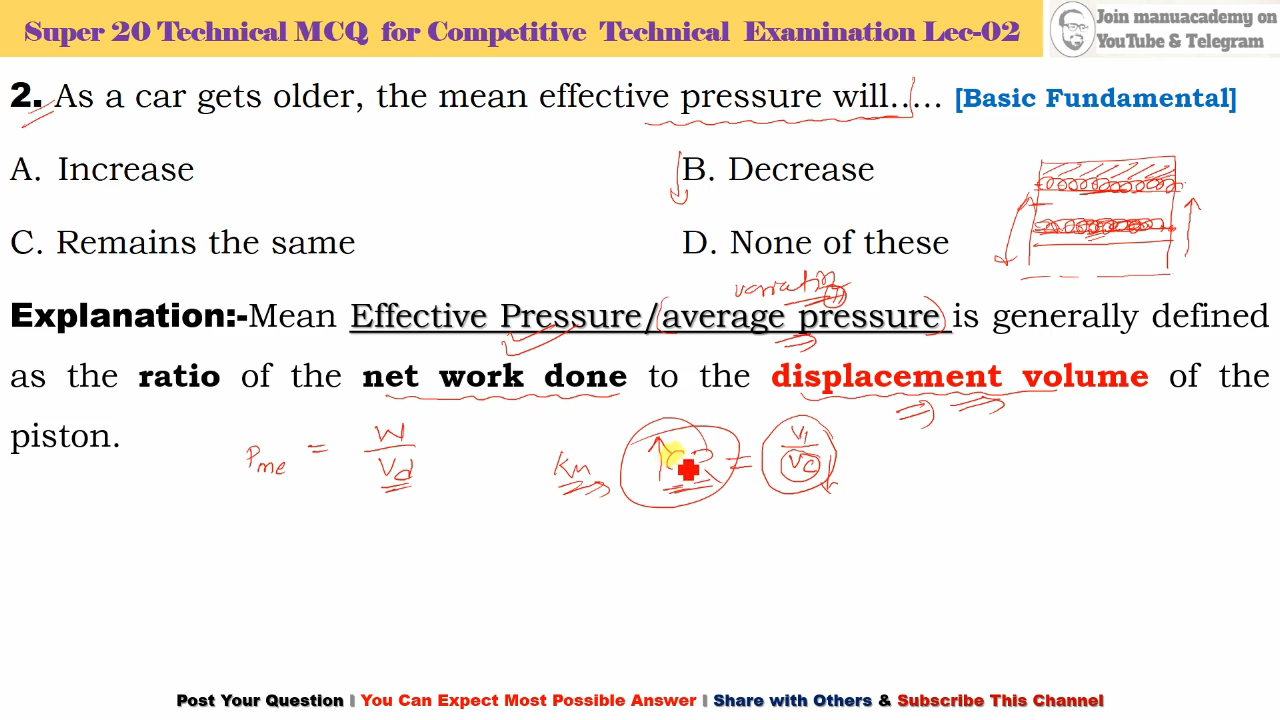 Super 20 Technical MCQ for Competitive Technical Examination Lec-02
Join manuacademy on
YouTube & Telegram
2. As a car gets older, the mean effective pressure will..... [Basic Fundamental]
A. Increase
B. Decrease
C. Remains the same
D. None of these
variation
Explanation:-Mean Effective Pressure/average pressure is generally defined
as the ratio of the net work done to the displacement volume of the
piston.
Pme = W/Vd
Km
= V1/Vc
Post Your Question | You Can Expect Most Possible Answer | Share with Others & Subscribe This Channel